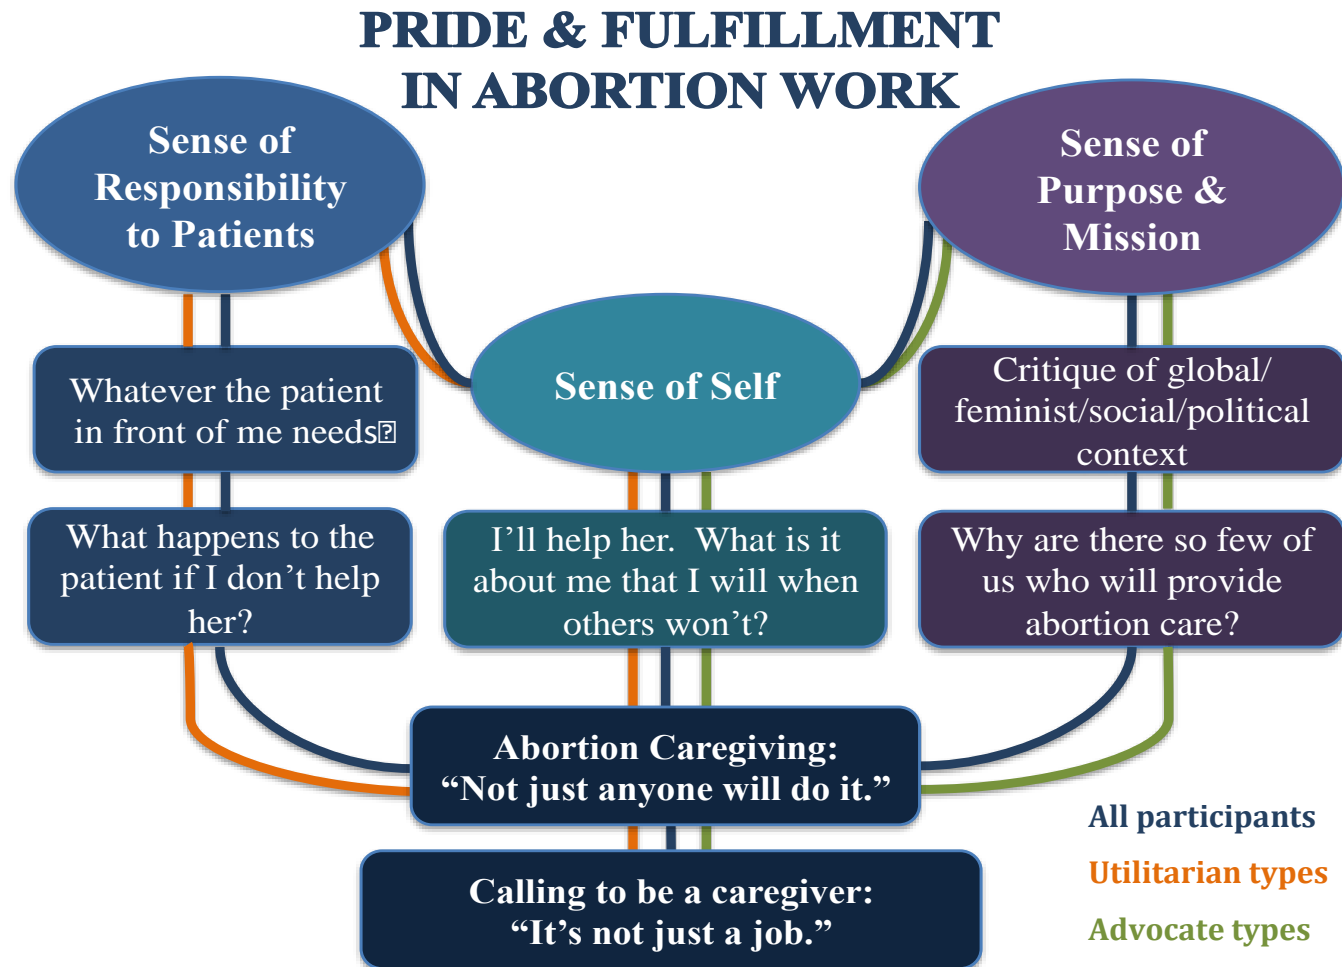 PRIDE & FULFILLMENT
IN ABORTION WORK
Sense of
Responsibility
to Patients
Sense of
Purpose &
Mission
Sense of Self
Whatever the patient
in front of me needs⍰
Critique of global/
feminist/social/political
context
What happens to the
patient if I don’t help
her?
I’ll help her.  What is it
about me that I will when
others won’t?
Why are there so few of
us who will provide
abortion care?
Abortion Caregiving:
“Not just anyone will do it.”
Calling to be a caregiver:
“It’s not just a job.”
All participants
Utilitarian types
Advocate types